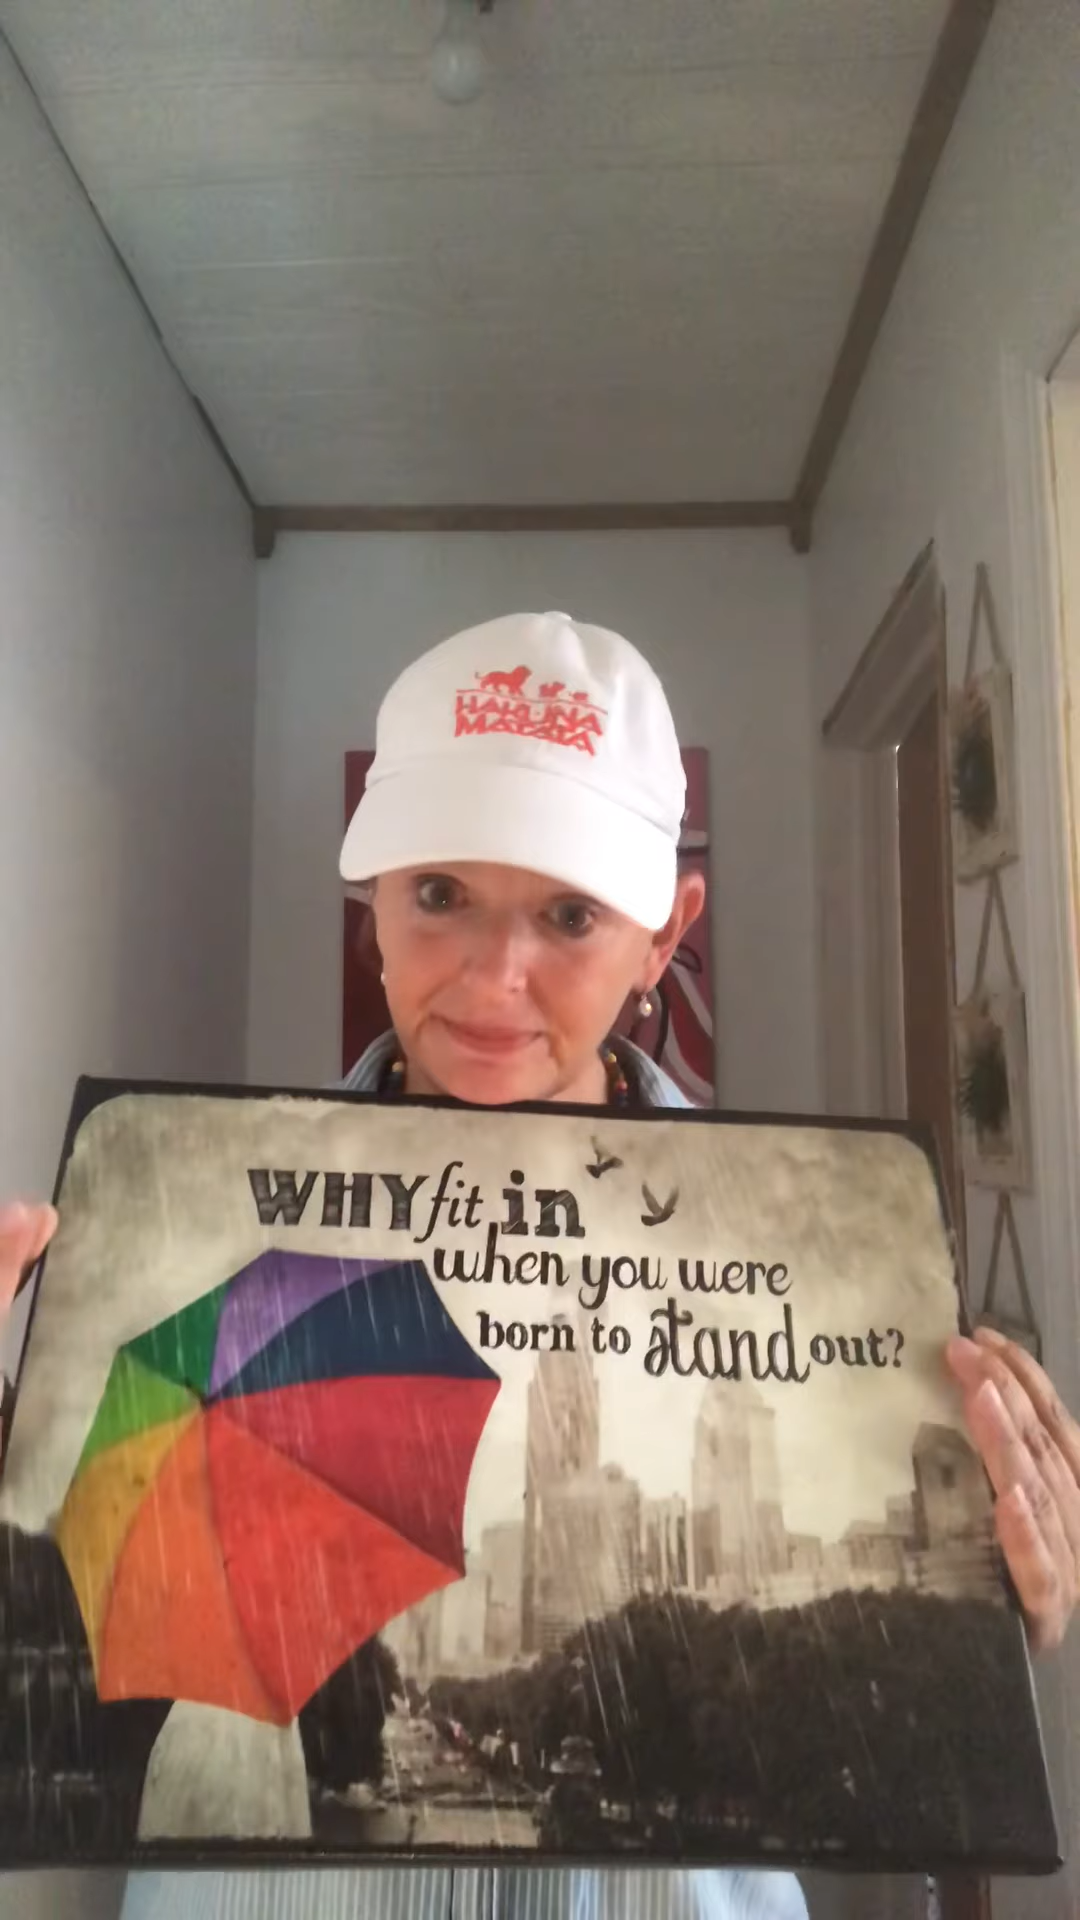 HAKUNA
MATATA
WHY fit in
when you were
born to stand out?